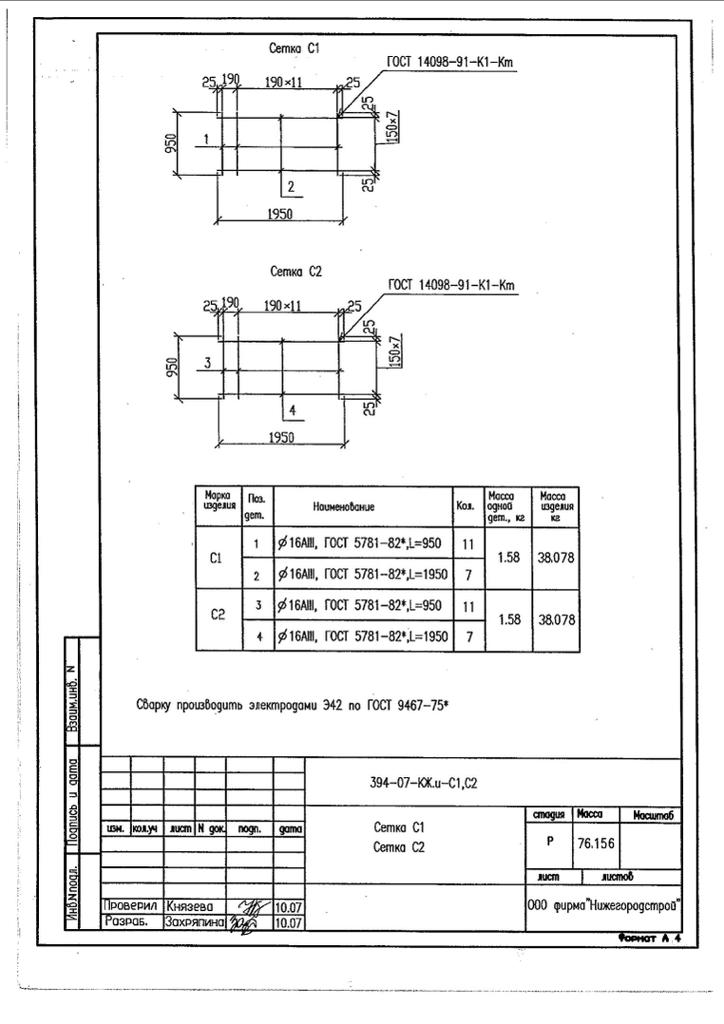 Сетка С1
ГОСТ 14098-91-К1-Кт
25 190 190×11 25
25
150×7
950
1
25
2
1950
Сетка С2
ГОСТ 14098-91-К1-Кт
25 190 190×11 25
25
150×7
950
3
25
4
1950
Марка изделия Поз. дет. Наименование Кол. Масса одной дет., кг Масса изделия кг
С1 1 ⌀16АIII, ГОСТ 5781-82*,L=950 11 1.58 38.078
2 ⌀16АIII, ГОСТ 5781-82*,L=1950 7
С2 3 ⌀16АIII, ГОСТ 5781-82*,L=950 11 1.58 38.078
4 ⌀16АIII, ГОСТ 5781-82*,L=1950 7
Сварку производить электродами Э42 по ГОСТ 9467-75*
Взаим.инв. N
Подпись и дата
Инв.Nподл.
394-07-КЖ.и-С1,С2
изм. кол.уч лист N док. подп. дата
Сетка С1
Сетка С2
стадия Масса Масштаб
Р 76.156
лист листов
Проверил Князева 10.07
Разраб. Захряпина 10.07
ООО фирма"Нижегородстрой"
Формат А 4